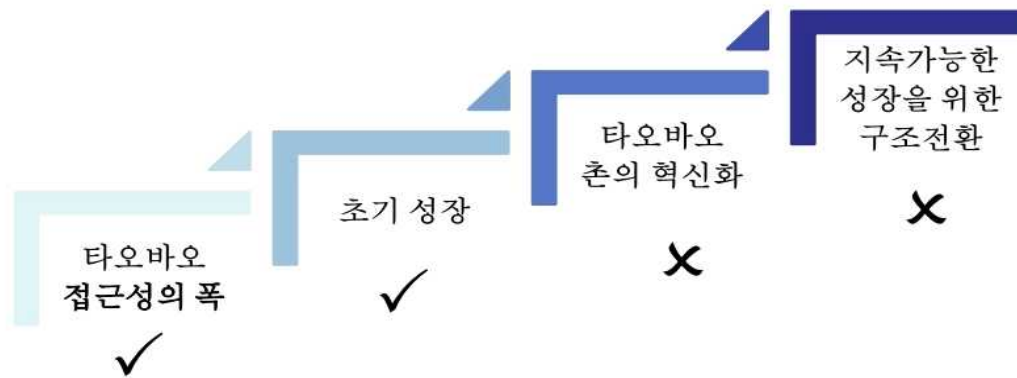 타오바오
접근성의 폭
✓
초기 성장
✓
타오바오
촌의 혁신화
✗
지속가능한
성장을 위한
구조전환
✗